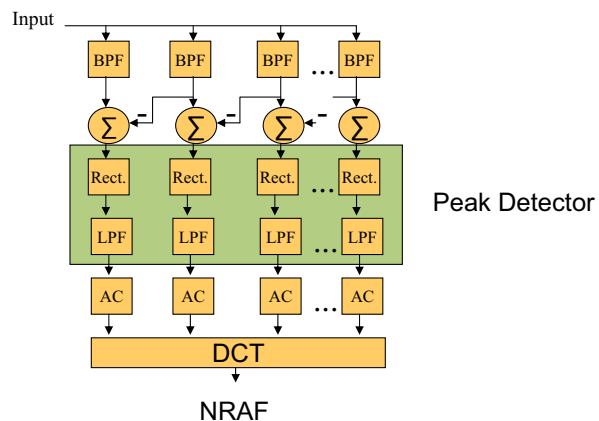 Input
BPF BPF BPF ... BPF
Σ - Σ - Σ - Σ
Rect. Rect. Rect. ... Rect.
Peak Detector
LPF LPF LPF ... LPF
AC AC AC ... AC
DCT
NRAF